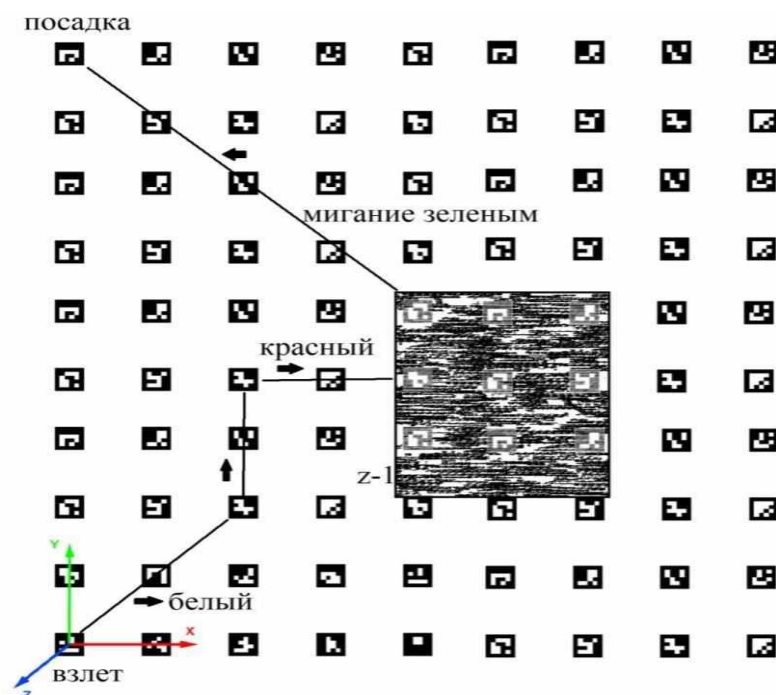 посадка
мигание зеленым
красный
z-1
Y
белый
X
взлет
Z